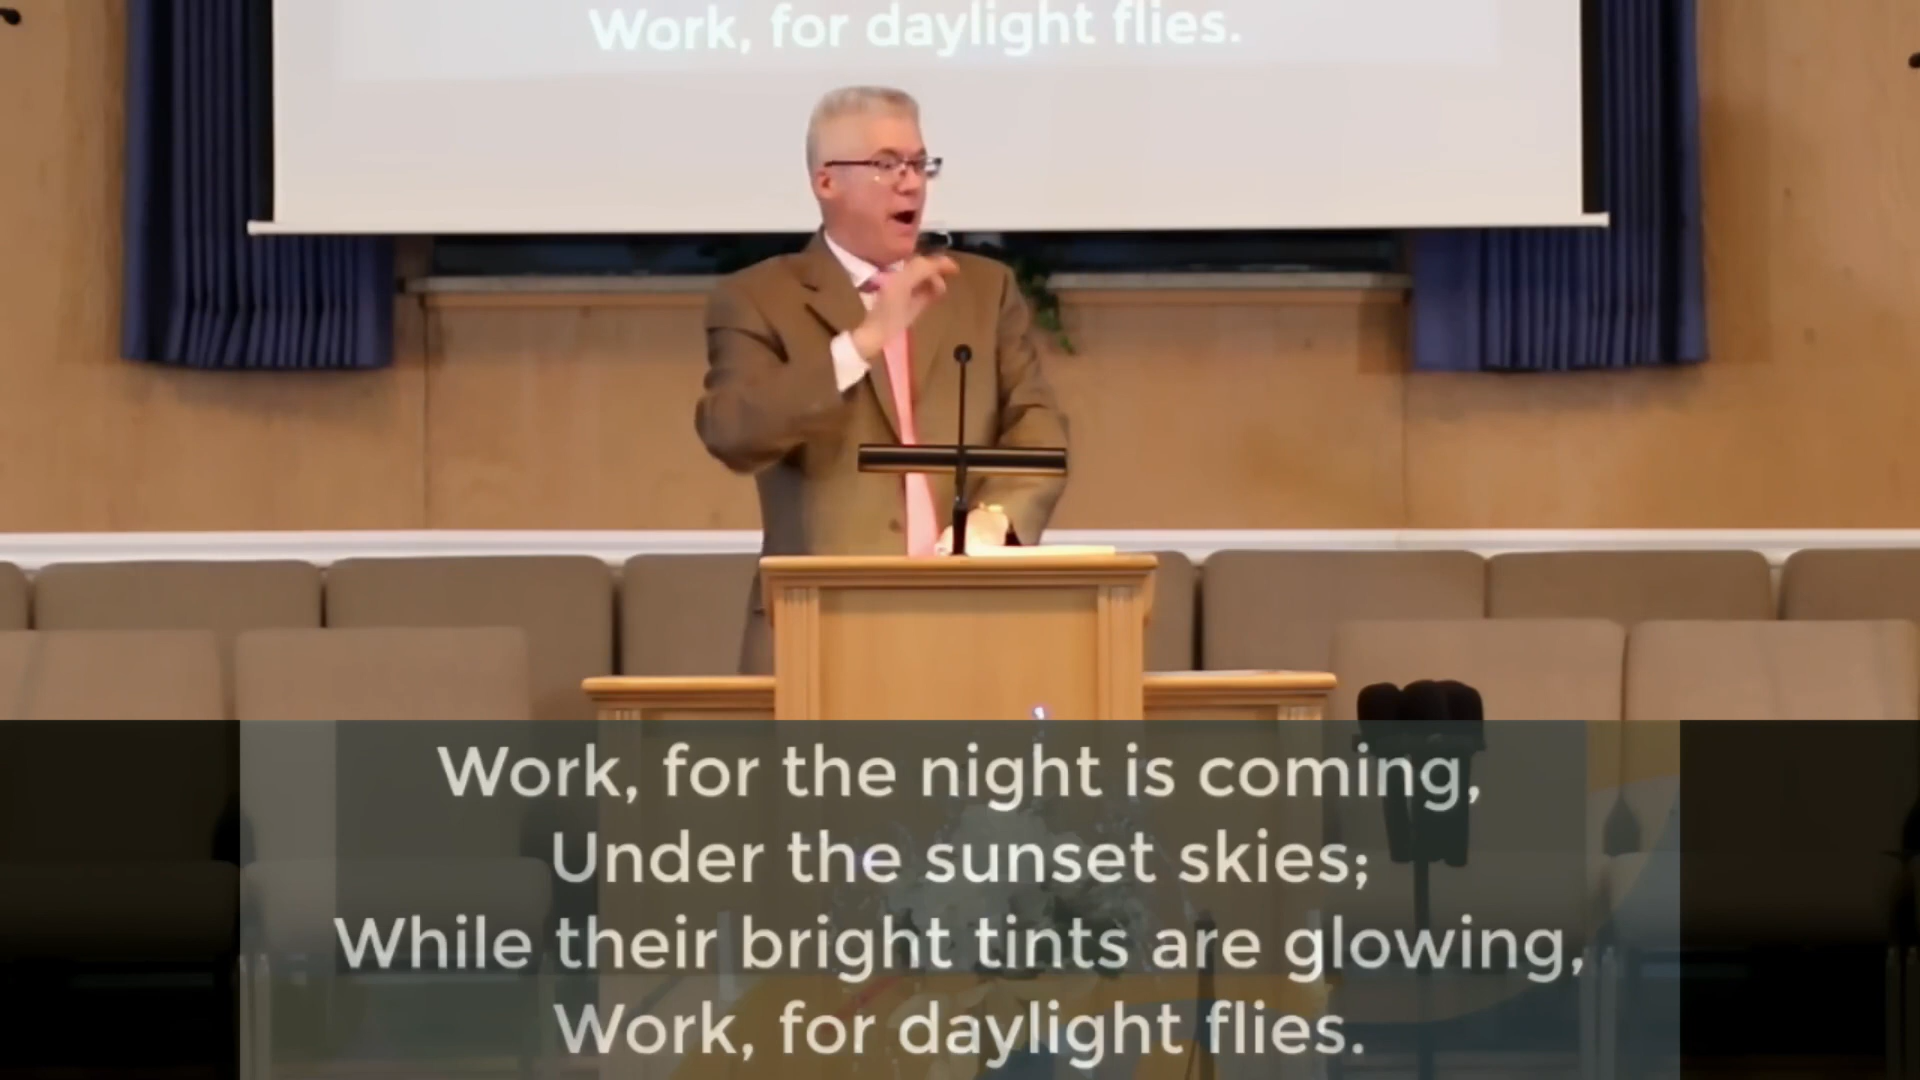 Work, for daylight flies.
Work, for the night is coming,
Under the sunset skies;
While their bright tints are glowing,
Work, for daylight flies.